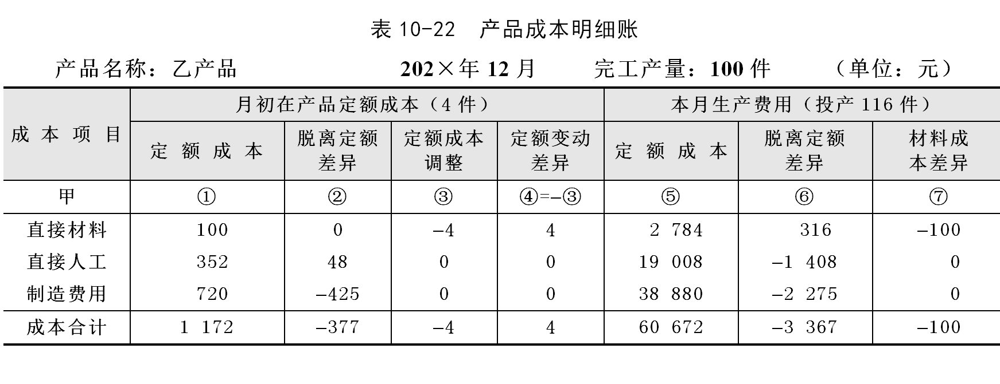 表 10-22 产品成本明细账
产品名称：乙产品 202×年 12 月 完工产量：100 件 （单位：元）
成本项目 月初在产品定额成本（4 件） 本月生产费用（投产 116 件）
定额成本 脱离定额差异 定额成本调整 定额变动差异 定额成本 脱离定额差异 材料成本差异
甲 ① ② ③ ④=–③ ⑤ ⑥ ⑦
直接材料 100 0 –4 4 2 784 316 –100
直接人工 352 48 0 0 19 008 –1 408 0
制造费用 720 –425 0 0 38 880 –2 275 0
成本合计 1 172 –377 –4 4 60 672 –3 367 –100